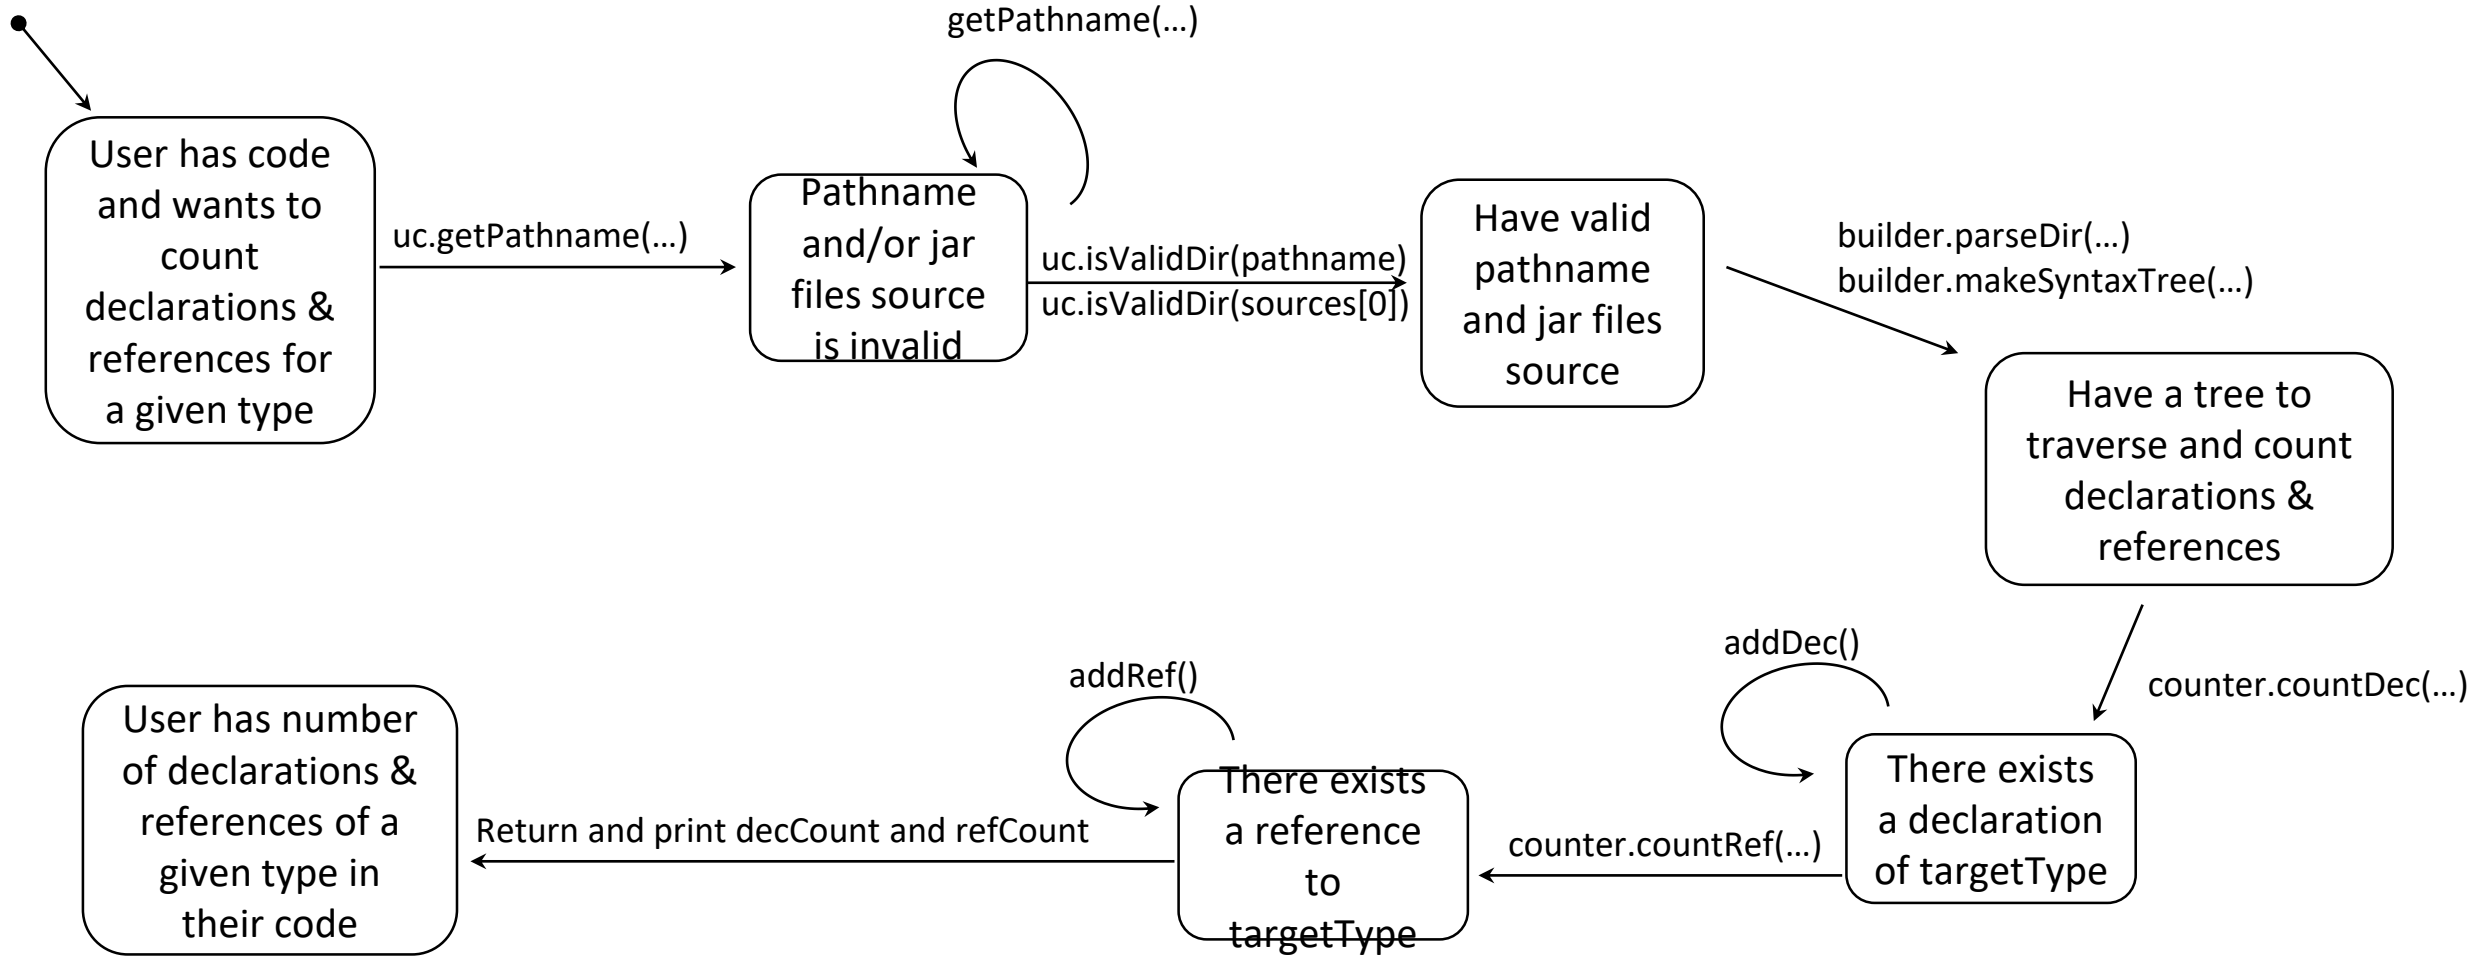 getPathname(…)
User has code
and wants to
count
declarations &
references for
a given type
uc.getPathname(…)
Pathname
and/or jar
files source
is invalid
uc.isValidDir(pathname)
uc.isValidDir(sources[0])
Have valid
pathname
and jar files
source
builder.parseDir(…)
builder.makeSyntaxTree(…)
Have a tree to
traverse and count
declarations &
references
counter.countDec(…)
addDec()
There exists
a declaration
of targetType
counter.countRef(…)
addRef()
There exists
a reference
to
targetType
Return and print decCount and refCount
User has number
of declarations &
references of a
given type in
their code